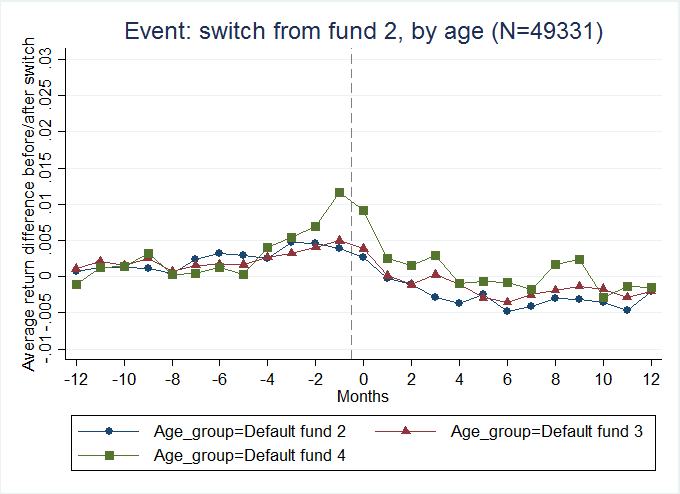 Event: switch from fund 2, by age (N=49331)
Average return difference before/after switch
.03
.025
.02
.015
.01
.005
0
-.005
-.01
-12 -10 -8 -6 -4 -2 0 2 4 6 8 10 12
Months
Age_group=Default fund 2 Age_group=Default fund 3
Age_group=Default fund 4